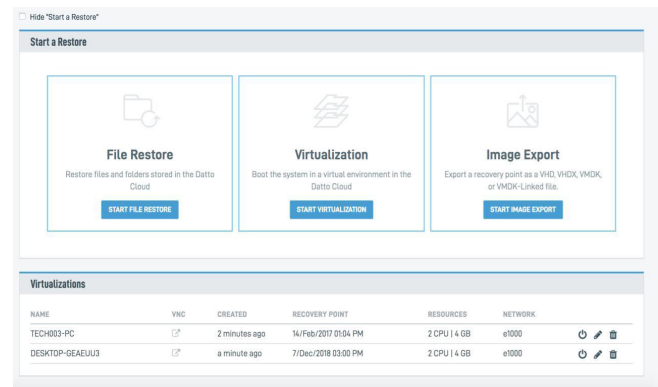 Hide "Start a Restore"
Start a Restore
File Restore
Restore files and folders stored in the Datto
Cloud
START FILE RESTORE
Virtualization
Boot the system in a virtual environment in the
Datto Cloud
START VIRTUALIZATION
Image Export
Export a recovery point as a VHD, VHDX, VMDK,
or VMDK-Linked file.
START IMAGE EXPORT
Virtualizations
NAME VNC CREATED RECOVERY POINT RESOURCES NETWORK
TECH003-PC 2 minutes ago 14/Feb/2017 01:04 PM 2 CPU | 4 GB e1000
DESKTOP-GEAEUU3 a minute ago 7/Dec/2018 03:00 PM 2 CPU | 4 GB e1000